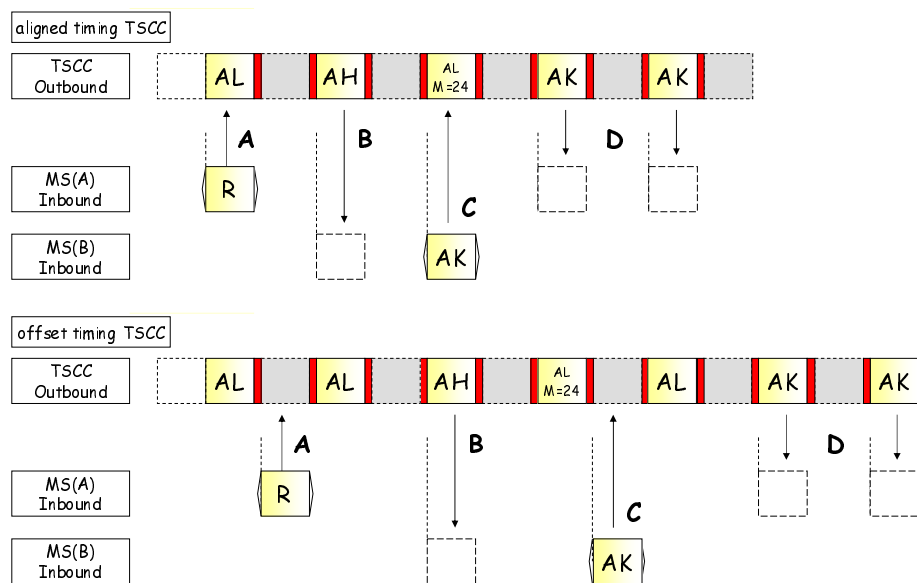 aligned timing TSCC
TSCC
Outbound
AL
AH
AL
M=24
AK
AK
A
B
D
MS(A)
Inbound
R
C
MS(B)
Inbound
AK
offset timing TSCC
TSCC
Outbound
AL
AL
AH
AL
M=24
AL
AK
AK
A
B
D
MS(A)
Inbound
R
C
MS(B)
Inbound
AK